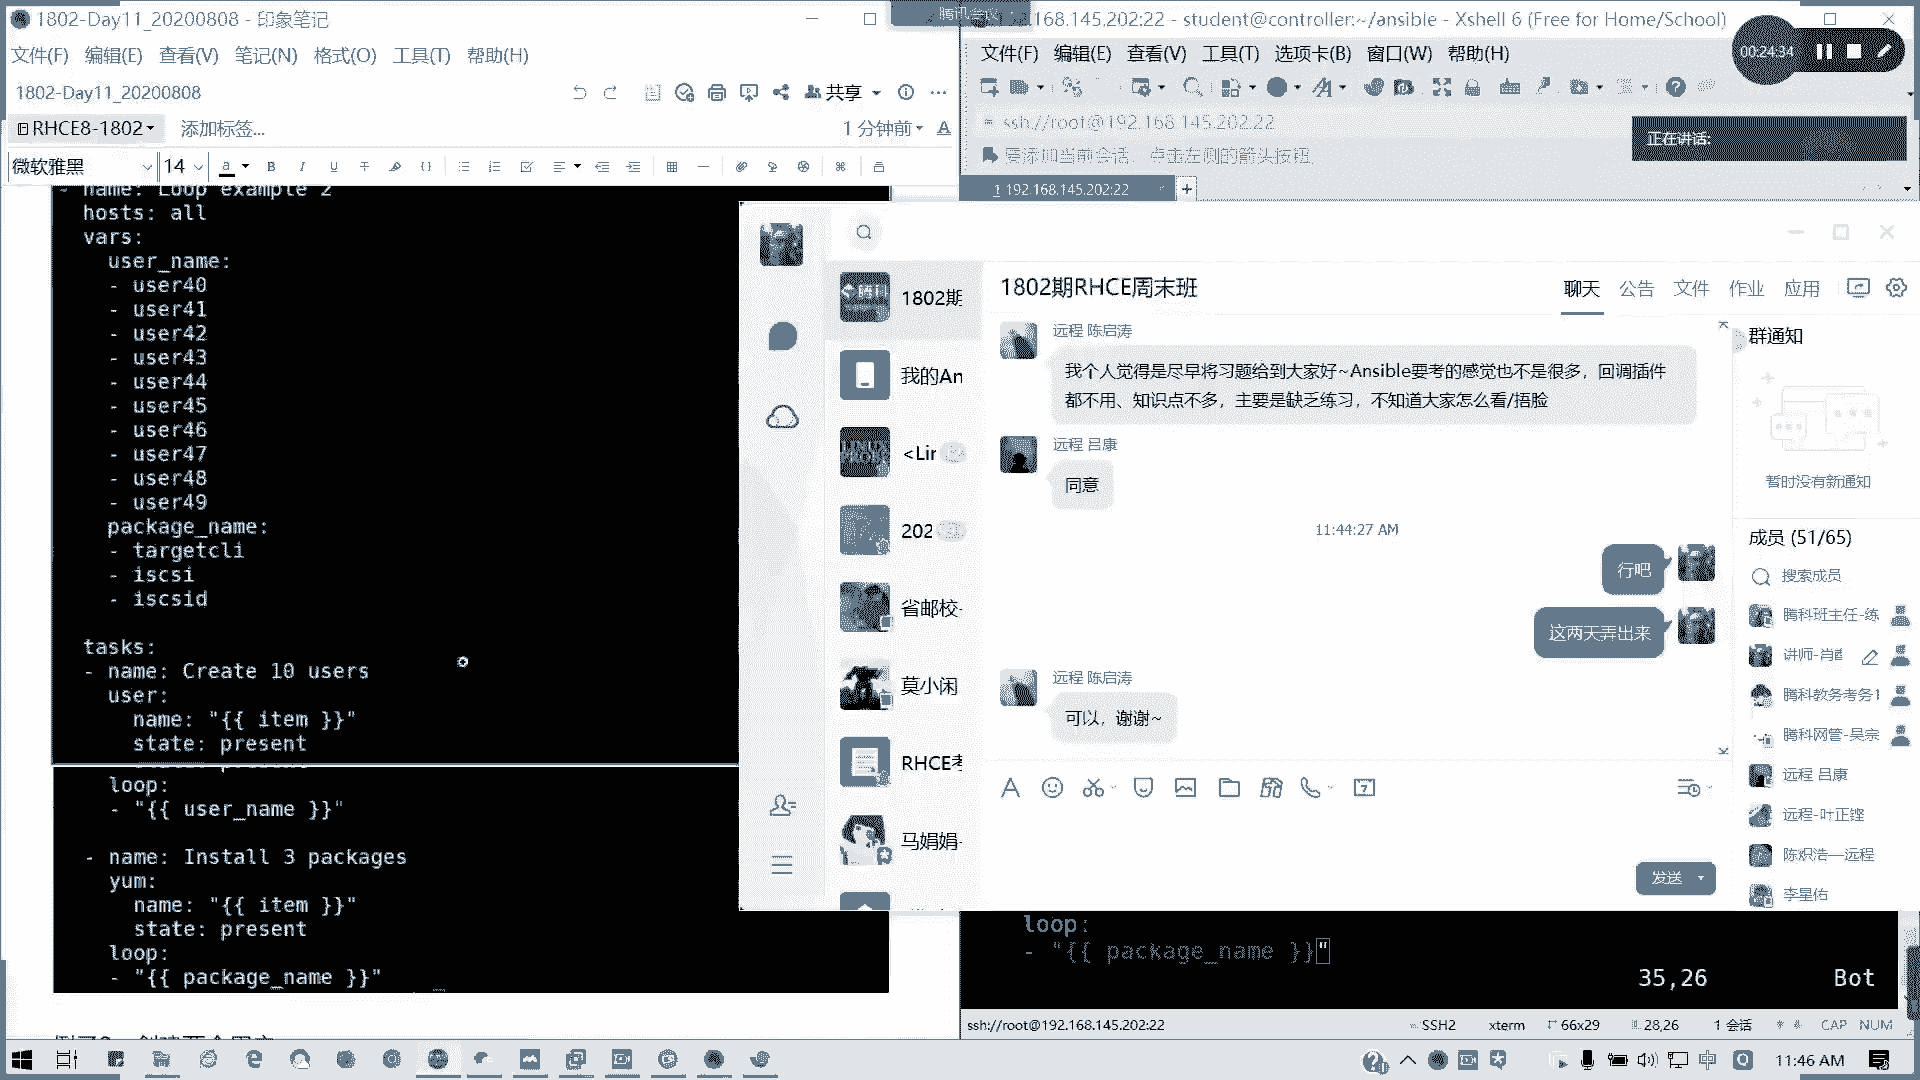 1802-Day11_20200808 - 印象笔记
文件(F) 编辑(E) 查看(V) 笔记(N) 格式(O) 工具(T) 帮助(H)
1802-Day11_20200808
共享
RHCE8-1802
添加标签...
1 分钟前
微软雅黑 14
- name: Loop example 2
hosts: all
vars:
user_name:
- user40
- user41
- user42
- user43
- user44
- user45
- user46
- user47
- user48
- user49
package_name:
- targetcli
- iscsi
- iscsid
tasks:
- name: Create 10 users
user:
name: "{{ item }}"
state: present
loop:
- "{{ user_name }}"
- name: Install 3 packages
yum:
name: "{{ item }}"
state: present
loop:
- "{{ package_name }}"
腾讯会议
.168.145.202:22 - student@controller:~/ansible - Xshell 6 (Free for Home/School)
文件(F) 编辑(E) 查看(V) 工具(T) 选项卡(B) 窗口(W) 帮助(H)
00:24:34
ssh://root@192.168.145.202:22
正在讲话:
要添加当前会话，点击左侧的箭头按钮。
1 192.168.145.202:22
1802期
我的An
<Lir
202
省邮校-
莫小闲
RHCE考
马娟娟-
1802期RHCE周末班
聊天 公告 文件 作业 应用
远程 陈启涛
我个人觉得是尽早将习题给到大家好~Ansible要考的感觉也不是很多，回调插件
都不用、知识点不多，主要是缺乏练习，不知道大家怎么看/捂脸
远程 吕康
同意
11:44:27 AM
行吧
这两天弄出来
远程 陈启涛
可以，谢谢~
发送
群通知
暂时没有新通知
成员 (51/65)
搜索成员
腾科班主任-练
讲师-肖
腾科教务考务1
腾科网管-吴宗
远程 吕康
远程-叶正铿
陈炽浩—远程
李星佑
loop:
- "{{ package_name }}"
35,26 Bot
ssh://root@192.168.145.202:22 SSH2 xterm 66x29 28,26 1 会话 CAP NUM
中
11:46 AM